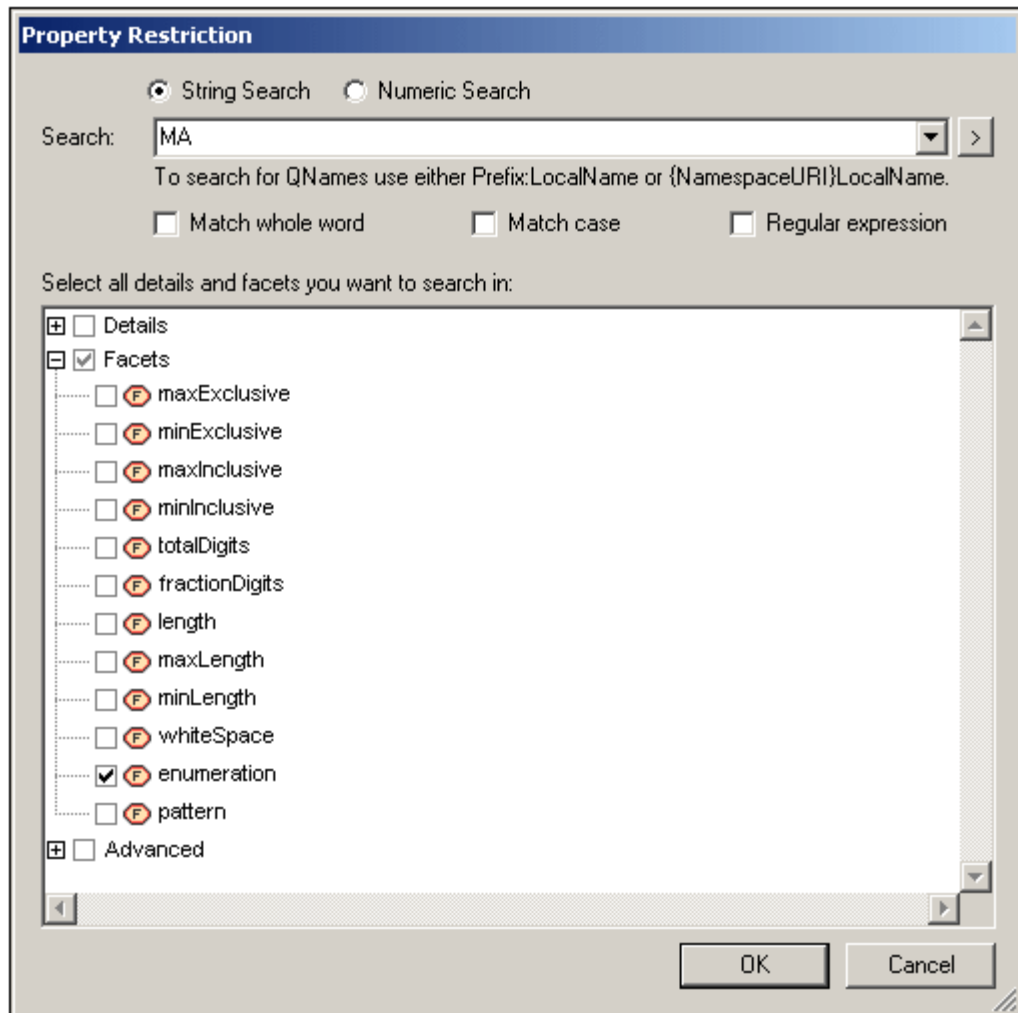 Property Restriction
String Search Numeric Search
Search: MA >
To search for QNames use either Prefix:LocalName or {NamespaceURI}LocalName.
Match whole word Match case Regular expression
Select all details and facets you want to search in:
Details
Facets
F maxExclusive
F minExclusive
F maxInclusive
F minInclusive
F totalDigits
F fractionDigits
F length
F maxLength
F minLength
F whiteSpace
F enumeration
F pattern
Advanced
OK Cancel